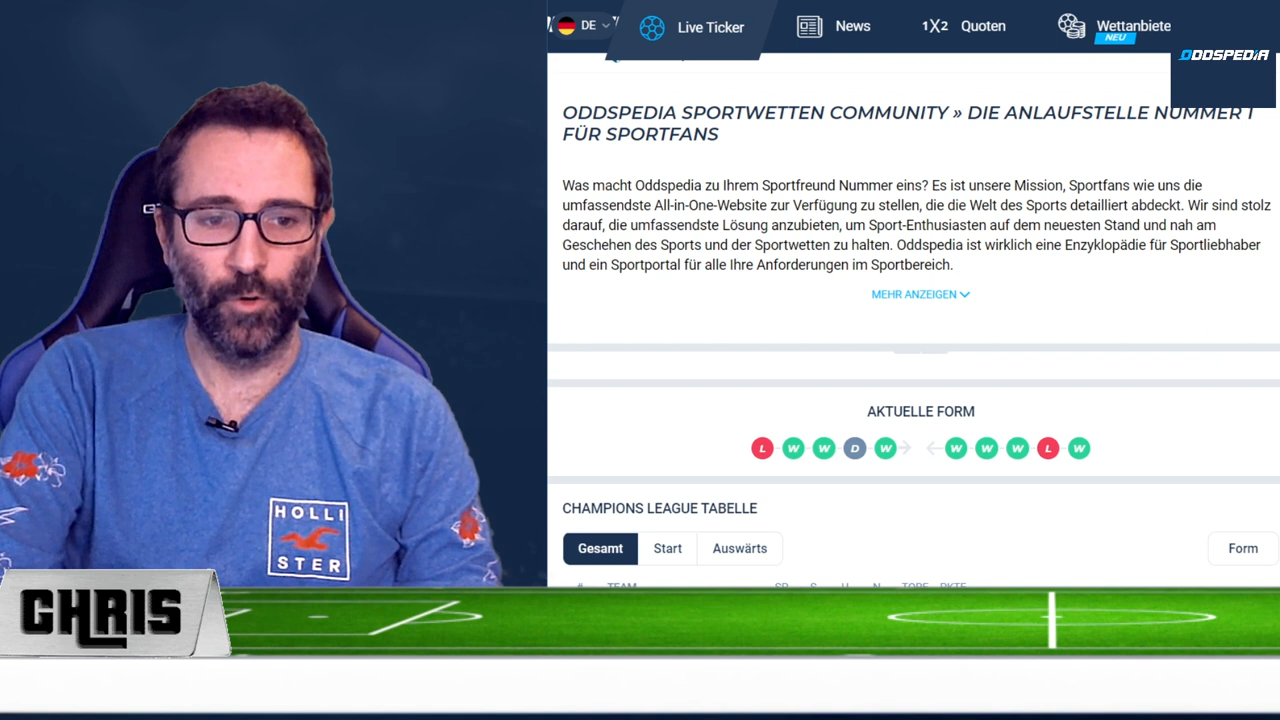 DE
Live Ticker
News
1X2 Quoten
Wettanbiete
NEU
ODDSPEDIA
ODDSPEDIA SPORTWETTEN COMMUNITY » DIE ANLAUFSTELLE NUMMER 1
FÜR SPORTFANS
Was macht Oddspedia zu Ihrem Sportfreund Nummer eins? Es ist unsere Mission, Sportfans wie uns die
umfassendste All-in-One-Website zur Verfügung zu stellen, die die Welt des Sports detailliert abdeckt. Wir sind stolz
darauf, die umfassendste Lösung anzubieten, um Sport-Enthusiasten auf dem neuesten Stand und nah am
Geschehen des Sports und der Sportwetten zu halten. Oddspedia ist wirklich eine Enzyklopädie für Sportliebhaber
und ein Sportportal für alle Ihre Anforderungen im Sportbereich.
MEHR ANZEIGEN
AKTUELLE FORM
L W W D W W W W L W
CHAMPIONS LEAGUE TABELLE
Gesamt Start Auswärts Form
# TEAM
HOLLI
STER
CHRIS